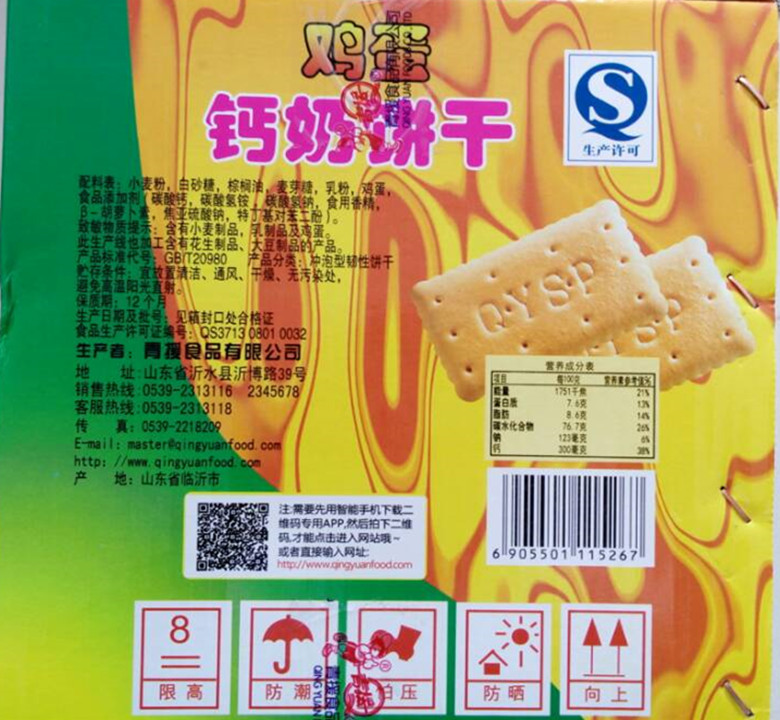 鸡蛋
钙奶饼干
S
生产许可
配料表：小麦粉，白砂糖，棕榈油，麦芽糖，乳粉，鸡蛋，
食品添加剂（碳酸钙，碳酸氢铵，碳酸氢钠，食用香精，
β-胡萝卜素，焦亚硫酸钠，特丁基对苯二酚）。
致敏物质提示：含有小麦制品，乳制品及鸡蛋。
此生产线也加工含有花生制品、大豆制品的产品。
产品标准代号：GB/T20980 产品分类：冲泡型韧性饼干
贮存条件：宜放置清洁、通风、干燥、无污染处，
避免高温阳光直射。
保质期：12个月
生产日期及批号：见箱封口处合格证
食品生产许可证编号：QS3713 0801 0032
生产者：青援食品有限公司
地 址：山东省沂水县沂博路39号
销售热线：0539-2313116 2345678
客服热线：0539-2313118
传 真：0539-2218209
E-mail：master@qingyuanfood.com
http：//www.qingyuanfood.com
产 地：山东省临沂市
QYSP
营养成分表
项目 每100克 营养素参考值%
能量 1751千焦 21%
蛋白质 7.6克 13%
脂肪 8.6克 14%
碳水化合物 76.7克 26%
钠 123毫克 6%
钙 300毫克 38%
6 905501 115267
注:需要先用智能手机下载二
维码专用APP,然后拍下二维
码,才能点击进入网站哦~
或者直接输入网址:
http://www.qingyuanfood.com
8
限高
防潮
怕压
防晒
向上